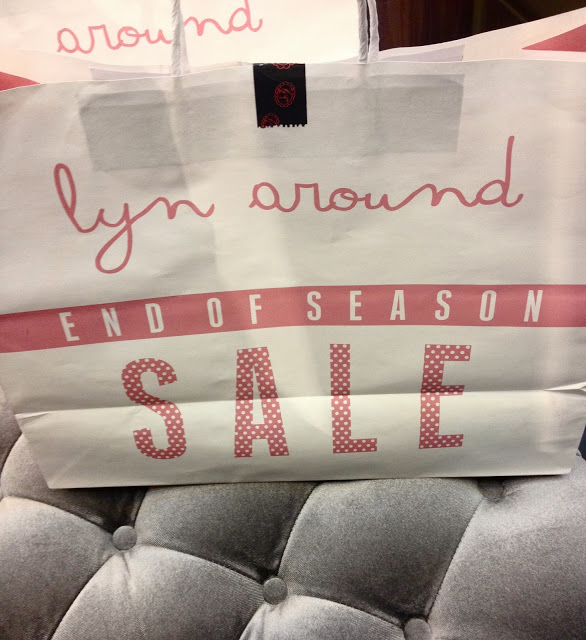 around
lyn around
END OF SEASON
SALE